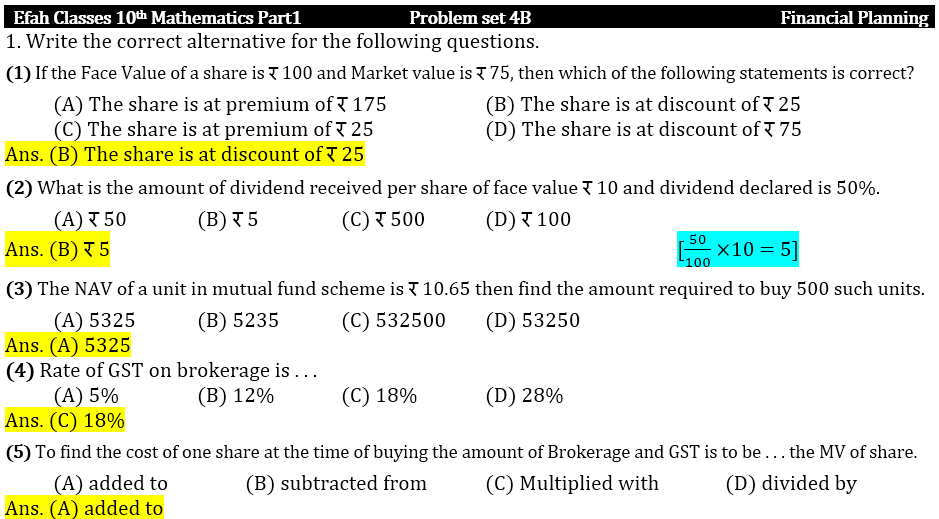 Efah Classes 10th Mathematics Part1 Problem set 4B Financial Planning
1. Write the correct alternative for the following questions.
(1) If the Face Value of a share is ₹ 100 and Market value is ₹ 75, then which of the following statements is correct?
(A) The share is at premium of ₹ 175 (B) The share is at discount of ₹ 25
(C) The share is at premium of ₹ 25 (D) The share is at discount of ₹ 75
Ans. (B) The share is at discount of ₹ 25
(2) What is the amount of dividend received per share of face value ₹ 10 and dividend declared is 50%.
(A) ₹ 50 (B) ₹ 5 (C) ₹ 500 (D) ₹ 100
Ans. (B) ₹ 5 [50/100 ×10 = 5]
(3) The NAV of a unit in mutual fund scheme is ₹ 10.65 then find the amount required to buy 500 such units.
(A) 5325 (B) 5235 (C) 532500 (D) 53250
Ans. (A) 5325
(4) Rate of GST on brokerage is . . .
(A) 5% (B) 12% (C) 18% (D) 28%
Ans. (C) 18%
(5) To find the cost of one share at the time of buying the amount of Brokerage and GST is to be . . . the MV of share.
(A) added to (B) subtracted from (C) Multiplied with (D) divided by
Ans. (A) added to